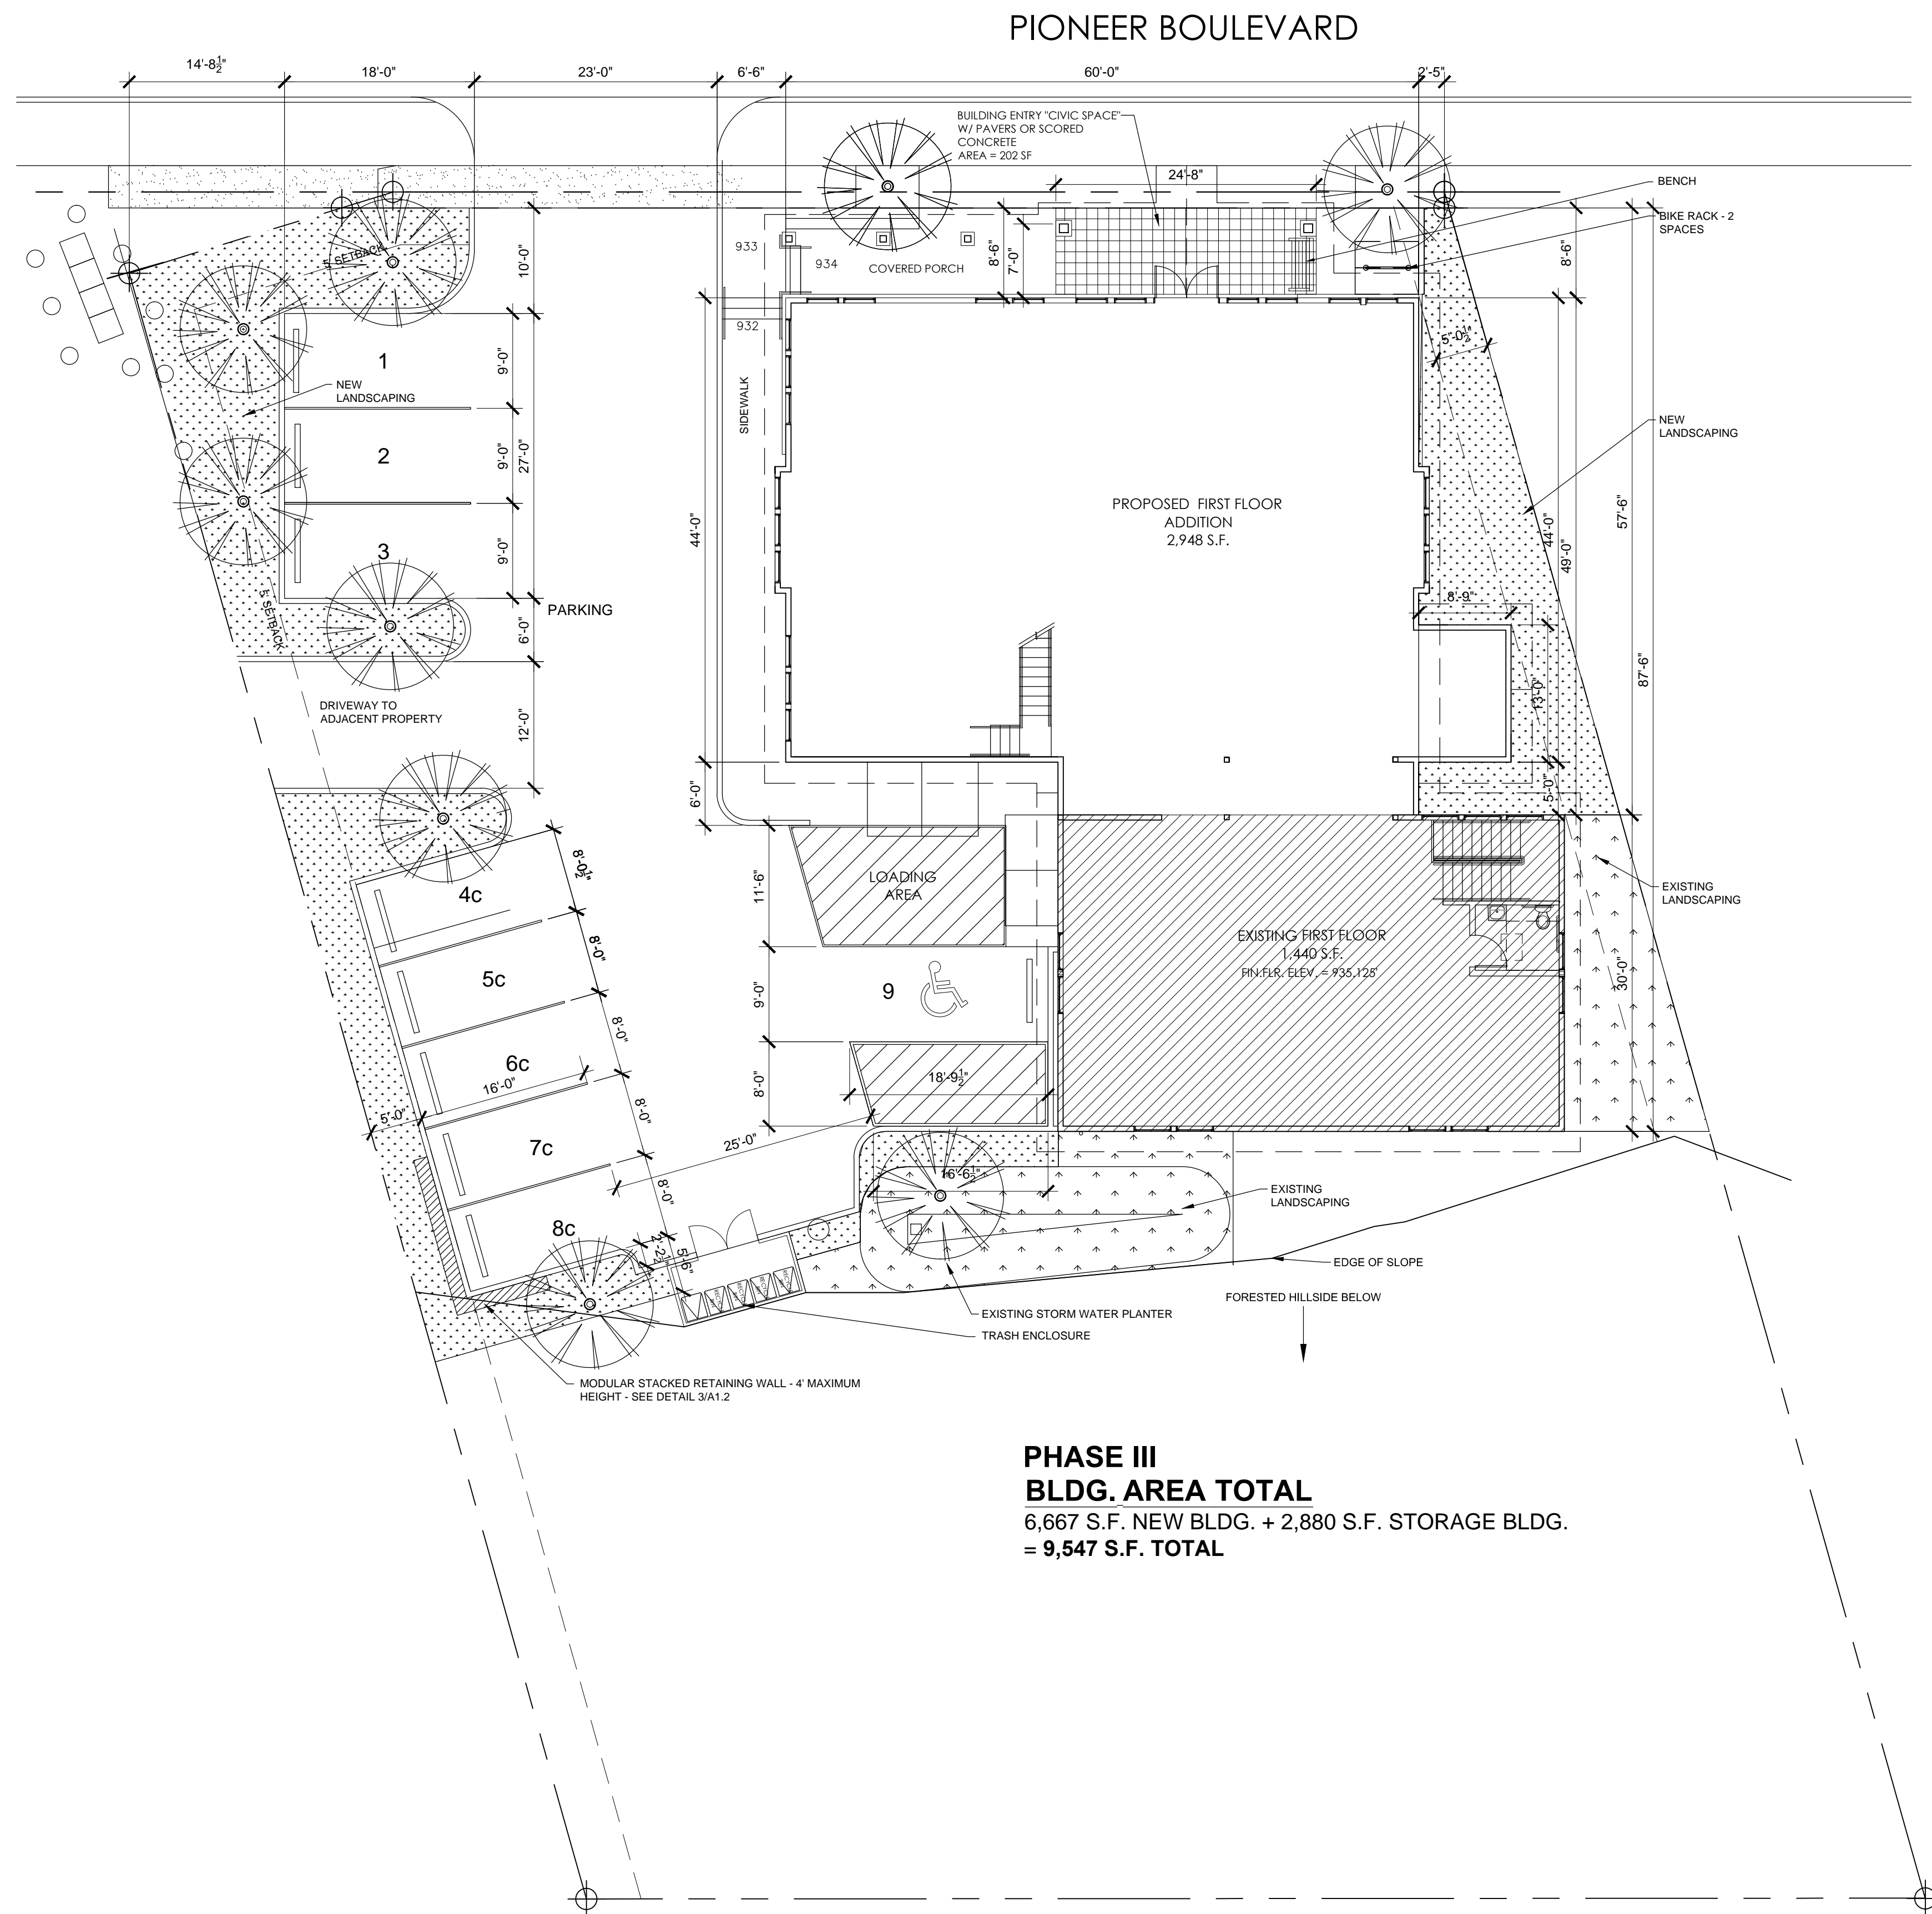 PIONEER BOULEVARD
14'-8½"
18'-0"
23'-0"
6'-6"
60'-0"
2'-5"
BUILDING ENTRY "CIVIC SPACE"
W/ PAVERS OR SCORED
CONCRETE
AREA = 202 SF
24'-8"
BENCH
BIKE RACK - 2
SPACES
5' SETBACK
10'-0"
933
934
COVERED PORCH
8'-6"
7'-0"
8'-6"
932
5'-0½"
1
9'-0"
NEW
LANDSCAPING
SIDEWALK
2
9'-0"
27'-0"
NEW
LANDSCAPING
3
9'-0"
44'-0"
PROPOSED FIRST FLOOR
ADDITION
2,948 S.F.
44'-0"
49'-0"
57'-6"
5' SETBACK
PARKING
6'-0"
8'-9"
87'-6"
DRIVEWAY TO
ADJACENT PROPERTY
12'-0"
13'-0"
6'-0"
5'-0"
8'-0½"
4c
LOADING
AREA
11'-6"
EXISTING
LANDSCAPING
8'-0"
5c
EXISTING FIRST FLOOR
1,440 S.F.
FIN.FLR. ELEV. = 935.125'
30'-0"
9'-0"
9
8'-0"
6c
16'-0"
8'-0"
18'-9½"
5'-0"
8'-0"
7c
25'-0"
8'-0"
16'-6½"
EXISTING
LANDSCAPING
8c
2'-2½"
5'-6"
EDGE OF SLOPE
FORESTED HILLSIDE BELOW
EXISTING STORM WATER PLANTER
TRASH ENCLOSURE
MODULAR STACKED RETAINING WALL - 4' MAXIMUM
HEIGHT - SEE DETAIL 3/A1.2
PHASE III
BLDG. AREA TOTAL
6,667 S.F. NEW BLDG. + 2,880 S.F. STORAGE BLDG.
= 9,547 S.F. TOTAL